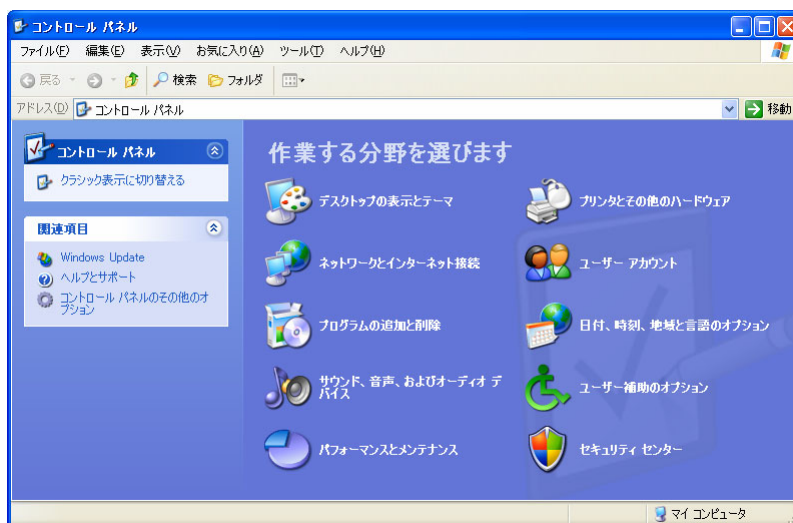 コントロール パネル
ファイル(F) 編集(E) 表示(V) お気に入り(A) ツール(T) ヘルプ(H)
戻る 検索 フォルダ
アドレス(D) コントロール パネル 移動
コントロール パネル
クラシック表示に切り替える
関連項目
Windows Update
ヘルプとサポート
コントロール パネルのその他のオ
プション
作業する分野を選びます
デスクトップの表示とテーマ
プリンタとその他のハードウェア
ネットワークとインターネット接続
ユーザー アカウント
プログラムの追加と削除
日付、時刻、地域と言語のオプション
サウンド、音声、およびオーディオ デ
バイス
ユーザー補助のオプション
パフォーマンスとメンテナンス
セキュリティ センター
マイ コンピュータ